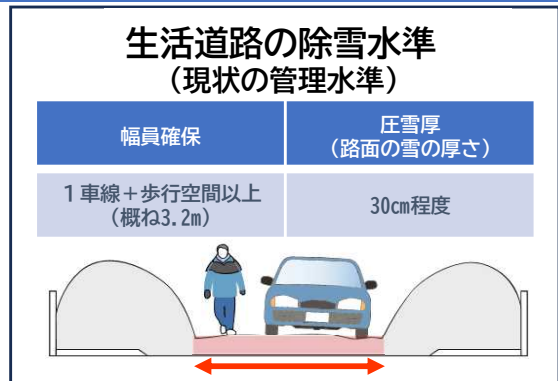 生活道路の除雪水準
（現状の管理水準）
幅員確保
圧雪厚
（路面の雪の厚さ）
１車線＋歩行空間以上
（概ね3.2m）
30㎝程度